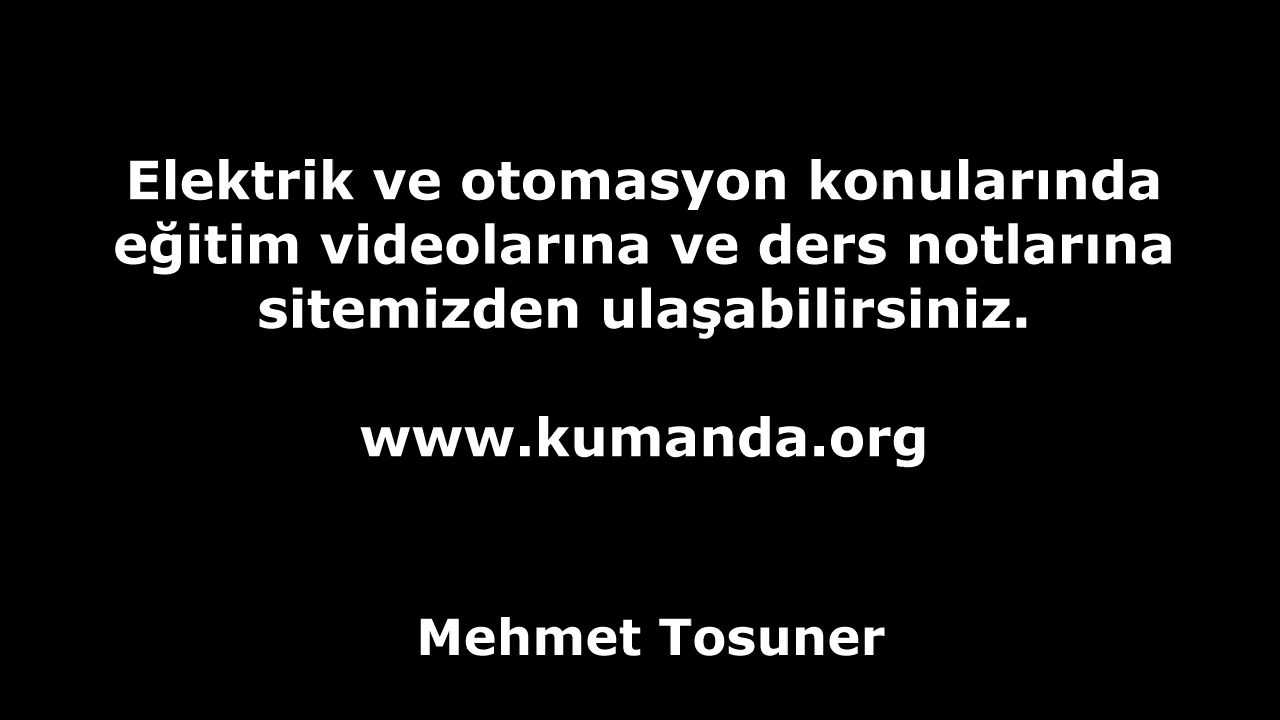 Elektrik ve otomasyon konularında
eğitim videolarına ve ders notlarına
sitemizden ulaşabilirsiniz.
www.kumanda.org
Mehmet Tosuner